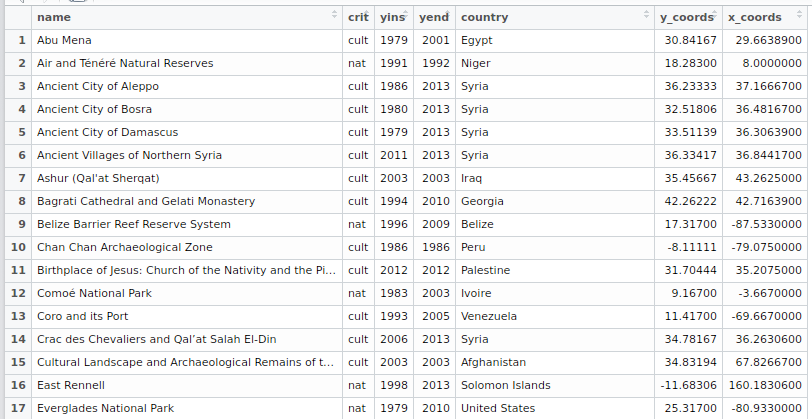 name crit yins yend country y_coords x_coords
1 Abu Mena cult 1979 2001 Egypt 30.84167 29.6638900
2 Air and Ténéré Natural Reserves nat 1991 1992 Niger 18.28300 8.0000000
3 Ancient City of Aleppo cult 1986 2013 Syria 36.23333 37.1666700
4 Ancient City of Bosra cult 1980 2013 Syria 32.51806 36.4816700
5 Ancient City of Damascus cult 1979 2013 Syria 33.51139 36.3063900
6 Ancient Villages of Northern Syria cult 2011 2013 Syria 36.33417 36.8441700
7 Ashur (Qal'at Sherqat) cult 2003 2003 Iraq 35.45667 43.2625000
8 Bagrati Cathedral and Gelati Monastery cult 1994 2010 Georgia 42.26222 42.7163900
9 Belize Barrier Reef Reserve System nat 1996 2009 Belize 17.31700 -87.5330000
10 Chan Chan Archaeological Zone cult 1986 1986 Peru -8.11111 -79.0750000
11 Birthplace of Jesus: Church of the Nativity and the Pi... cult 2012 2012 Palestine 31.70444 35.2075000
12 Comoé National Park nat 1983 2003 Ivoire 9.16700 -3.6670000
13 Coro and its Port cult 1993 2005 Venezuela 11.41700 -69.6670000
14 Crac des Chevaliers and Qal’at Salah El-Din cult 2006 2013 Syria 34.78167 36.2630600
15 Cultural Landscape and Archaeological Remains of t... cult 2003 2003 Afghanistan 34.83194 67.8266700
16 East Rennell nat 1998 2013 Solomon Islands -11.68306 160.1830600
17 Everglades National Park nat 1979 2010 United States 25.31700 -80.9330000